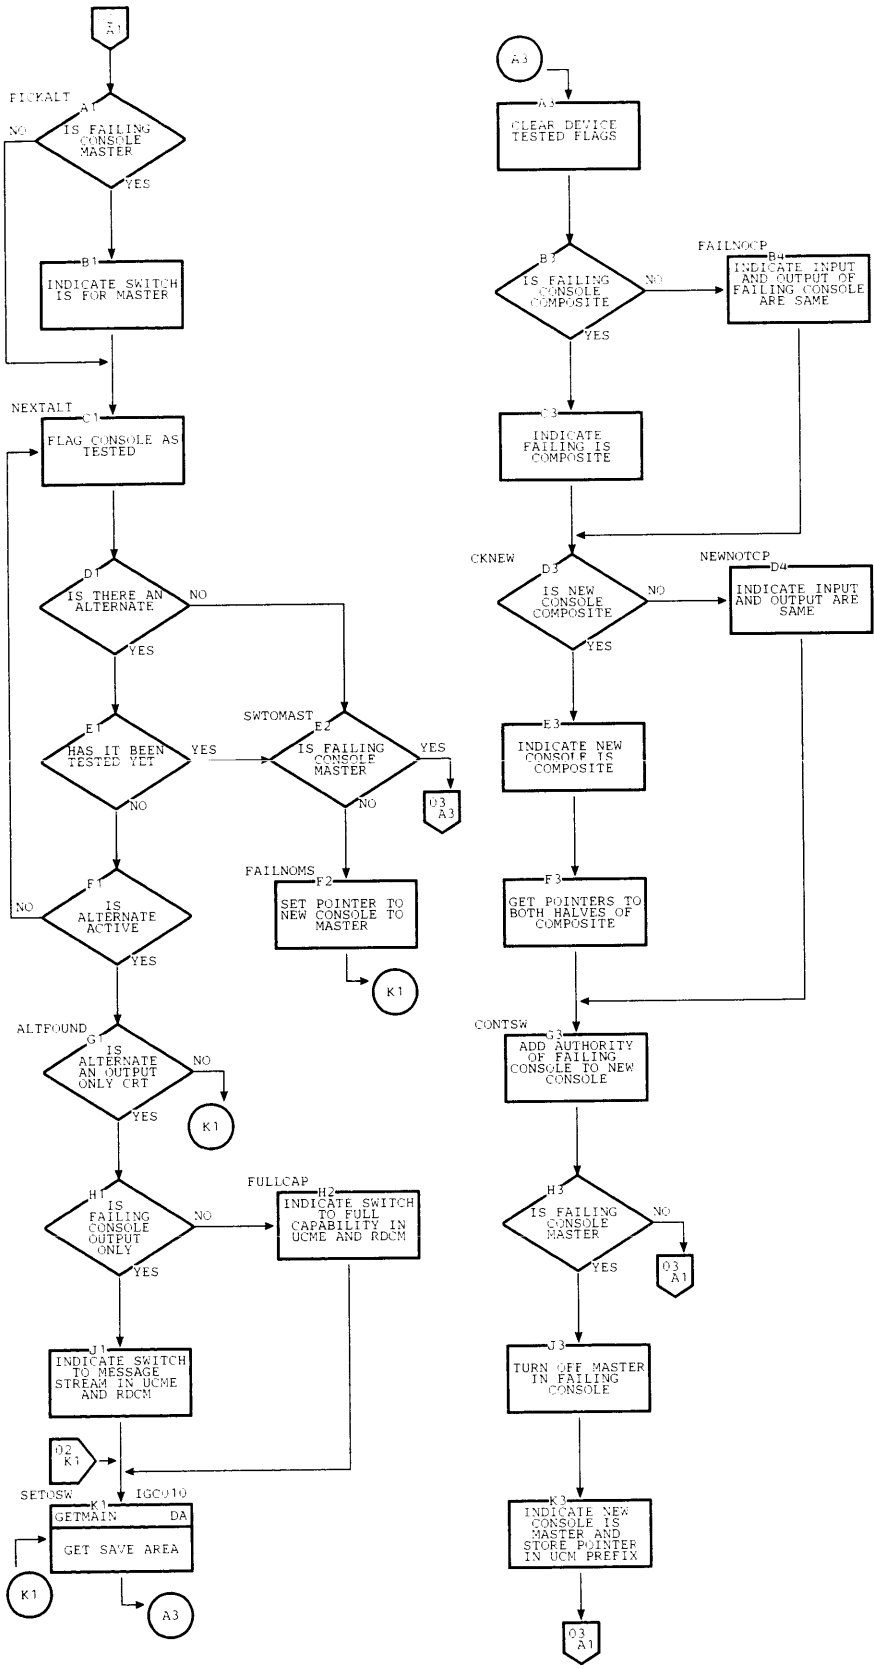 A1
PICKALT
A1
IS FAILING
CONSOLE
MASTER
NO
YES
B1
INDICATE SWITCH
IS FOR MASTER
NEXTALT
C1
FLAG CONSOLE AS
TESTED
D1
IS THERE AN
ALTERNATE
NO
YES
E1
HAS IT BEEN
TESTED YET
YES
NO
SWTOMAST
E2
IS FAILING
CONSOLE
MASTER
YES
NO
03
A3
F1
IS
ALTERNATE
ACTIVE
NO
YES
FAILNOMS
F2
SET POINTER TO
NEW CONSOLE TO
MASTER
K1
ALTFOUND
G1
IS
ALTERNATE
AN OUTPUT
ONLY CRT
NO
YES
K1
H1
IS
FAILING
CONSOLE
OUTPUT
ONLY
NO
YES
FULLCAP
H2
INDICATE SWITCH
TO FULL
CAPABILITY IN
UCME AND RDCM
J1
INDICATE SWITCH
TO MESSAGE
STREAM IN UCME
AND RDCM
02
K1
SETOSW
IGC010
K1
GETMAIN DA
GET SAVE AREA
K1
A3
A3
A3
CLEAR DEVICE
TESTED FLAGS
B3
IS FAILING
CONSOLE
COMPOSITE
NO
YES
FAILNOCP
B4
INDICATE INPUT
AND OUTPUT OF
FAILING CONSOLE
ARE SAME
C3
INDICATE
FAILING IS
COMPOSITE
CKNEW
D3
IS NEW
CONSOLE
COMPOSITE
NO
YES
NEWNOTCP
D4
INDICATE INPUT
AND OUTPUT ARE
SAME
E3
INDICATE NEW
CONSOLE IS
COMPOSITE
F3
GET POINTERS TO
BOTH HALVES OF
COMPOSITE
CONTSW
G3
ADD AUTHORITY
OF FAILING
CONSOLE TO NEW
CONSOLE
H3
IS FAILING
CONSOLE
MASTER
NO
YES
03
A1
J3
TURN OFF MASTER
IN FAILING
CONSOLE
K3
INDICATE NEW
CONSOLE IS
MASTER AND
STORE POINTER
IN UCM PREFIX
03
A1